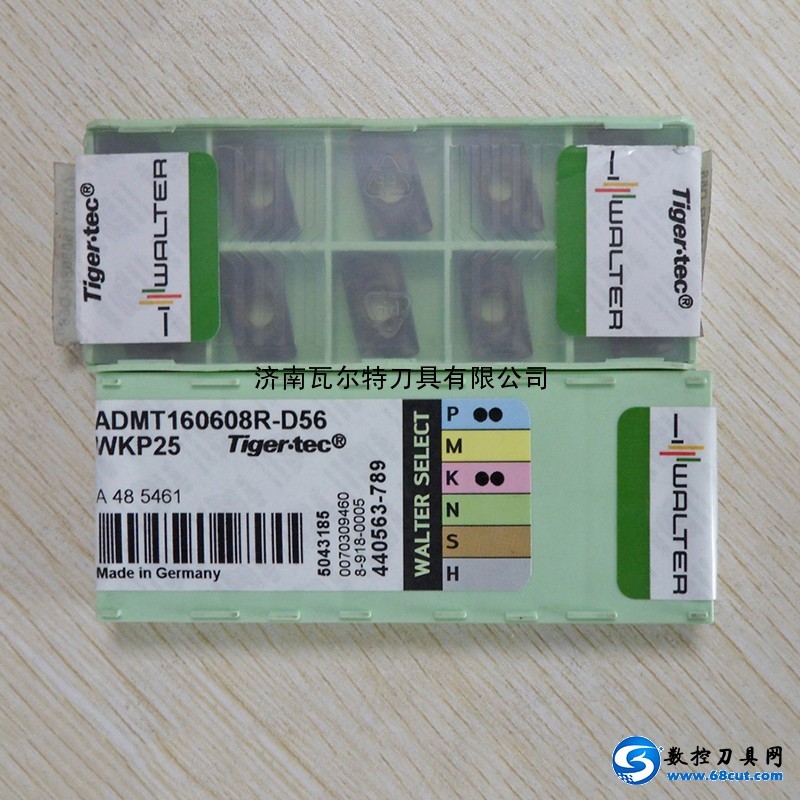 Tiger·tec®
WALTER
WALTER
Tiger·tec®
济南瓦尔特刀具有限公司
ADMT160608R-D56
WKP25 Tiger·tec®
A 48 5461
Made in Germany
5043185
0070309460
8-918-0005
440563-789
WALTER SELECT
P
M
K
N
S
H
WALTER
数控刀具网
www.68cut.com